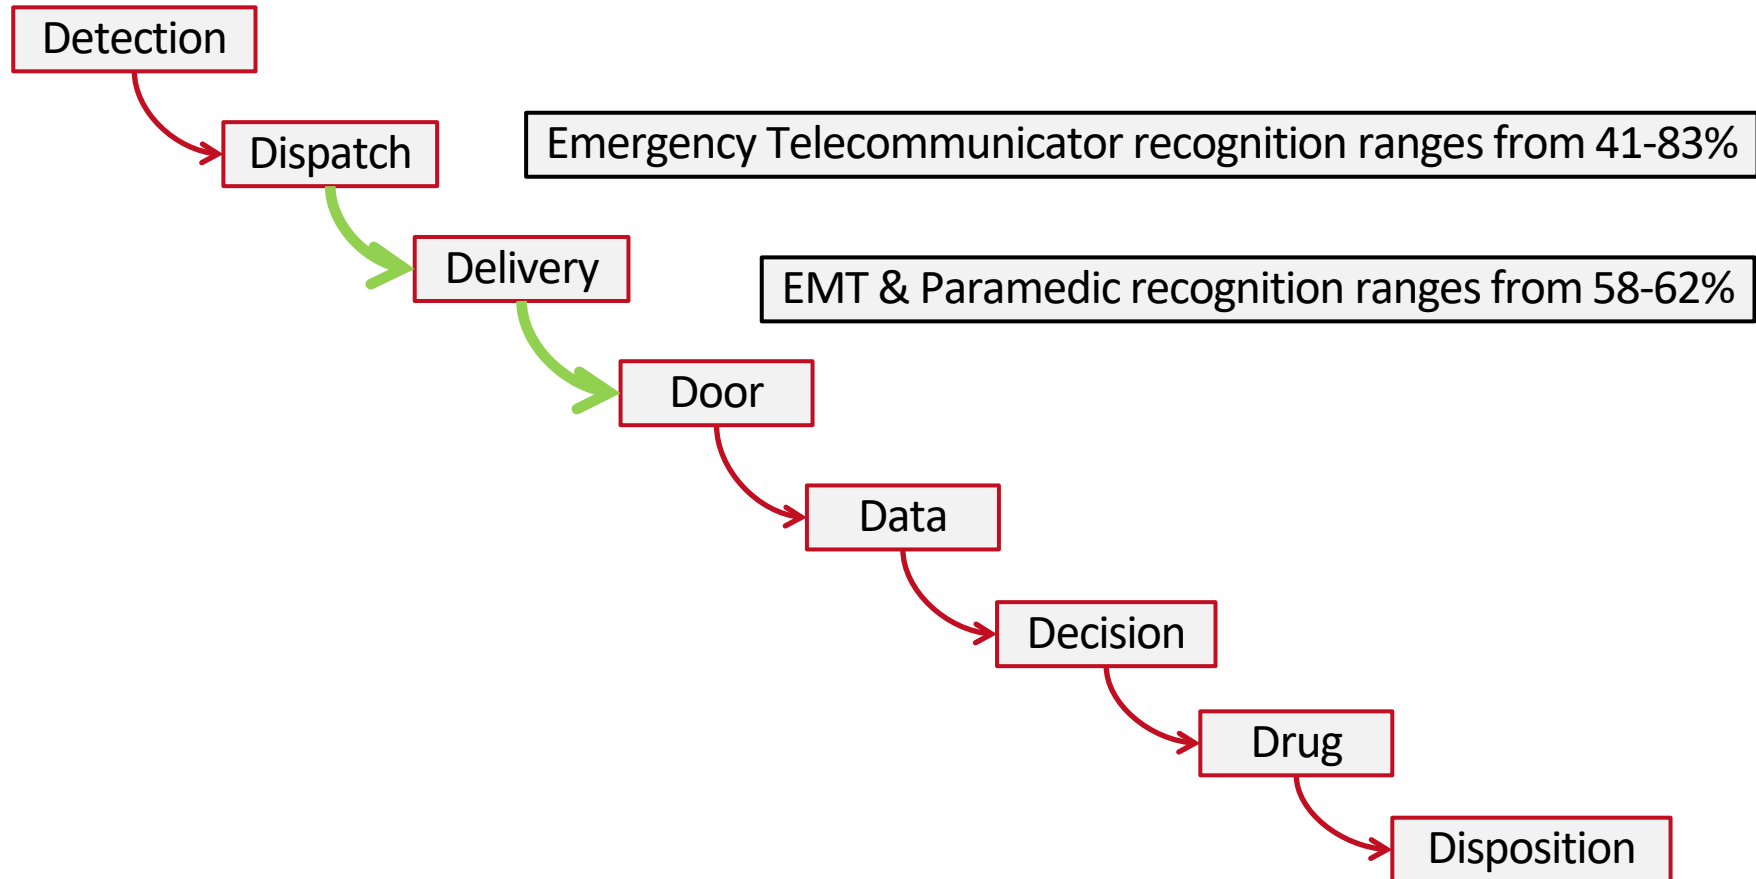 Detection
Dispatch
Emergency Telecommunicator recognition ranges from 41-83%
Delivery
EMT & Paramedic recognition ranges from 58-62%
Door
Data
Decision
Drug
Disposition